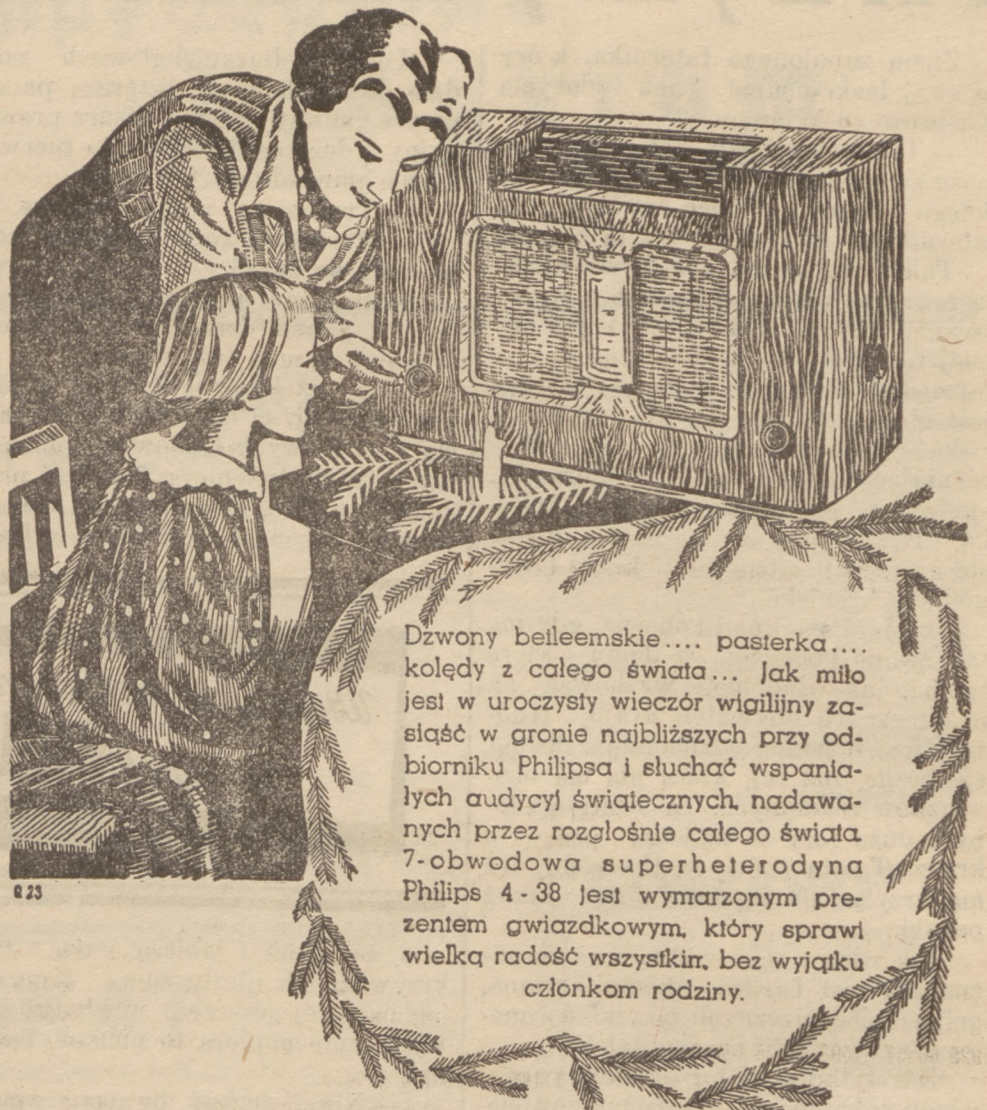 Dzwony betleemskie.... pasterka....
kolędy z całego świata... Jak miło
jest w uroczysty wieczór wigilijny za-
siąść w gronie najbliższych przy od-
biorniku Philipsa i słuchać wspania-
łych audycyj świątecznych, nadawa-
nych przez rozgłośnie całego świata
7-obwodowa superheterodyna
Philips 4-38 jest wymarzonym pre-
zentem gwiazdkowym, który sprawi
wielką radość wszystkim, bez wyjątku
członkom rodziny.